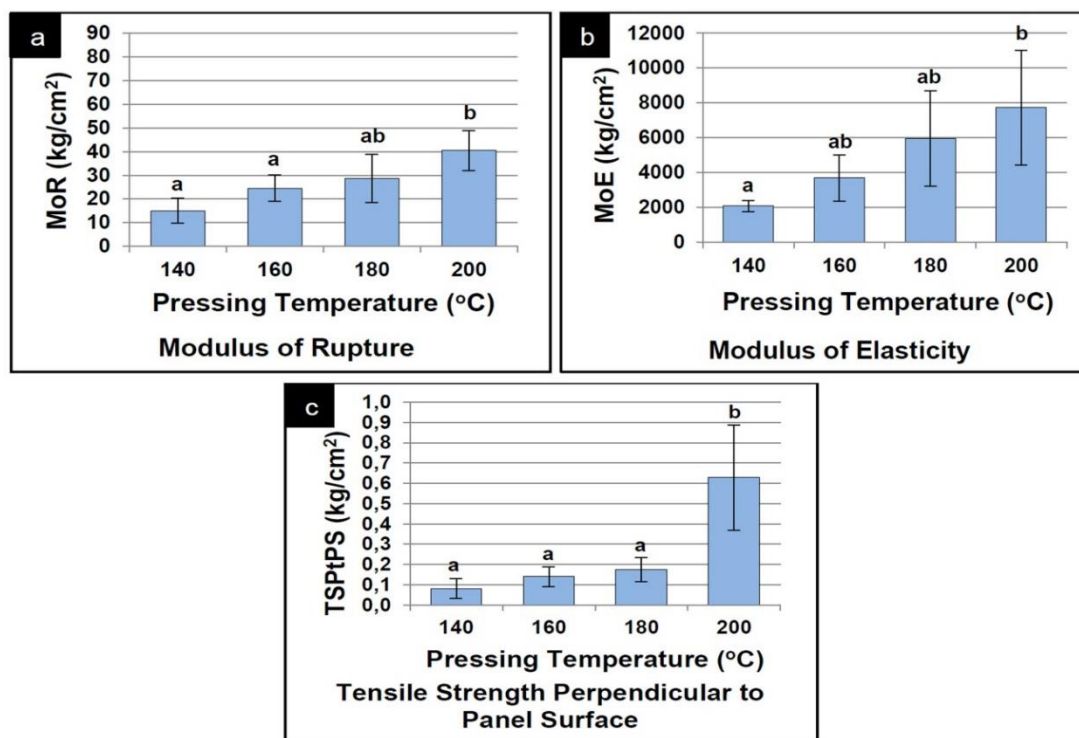 a
MoR (kg/cm²)
90
80
70
60
50
40
30
20
10
0
a
a
ab
b
140 160 180 200
Pressing Temperature (oC)
Modulus of Rupture
b
MoE (kg/cm²)
12000
10000
8000
6000
4000
2000
0
a
ab
ab
b
140 160 180 200
Pressing Temperature (oC)
Modulus of Elasticity
c
TSPtPS (kg/cm²)
1,0
0,9
0,8
0,7
0,6
0,5
0,4
0,3
0,2
0,1
0,0
a
a
a
b
140 160 180 200
Pressing Temperature (oC)
Tensile Strength Perpendicular to
Panel Surface